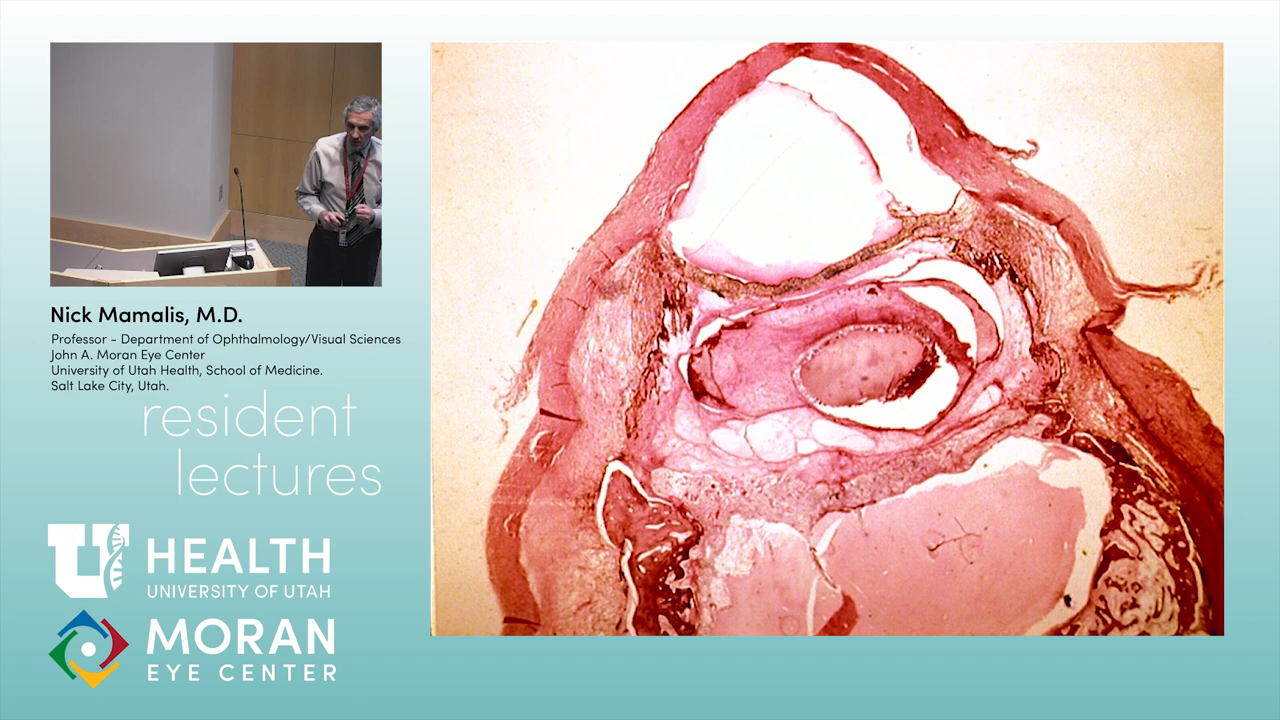 Nick Mamalis, M.D.
Professor - Department of Ophthalmology/Visual Sciences
John A. Moran Eye Center
University of Utah Health, School of Medicine.
Salt Lake City, Utah.
resident
lectures
U HEALTH
UNIVERSITY OF UTAH
MORAN
EYE CENTER